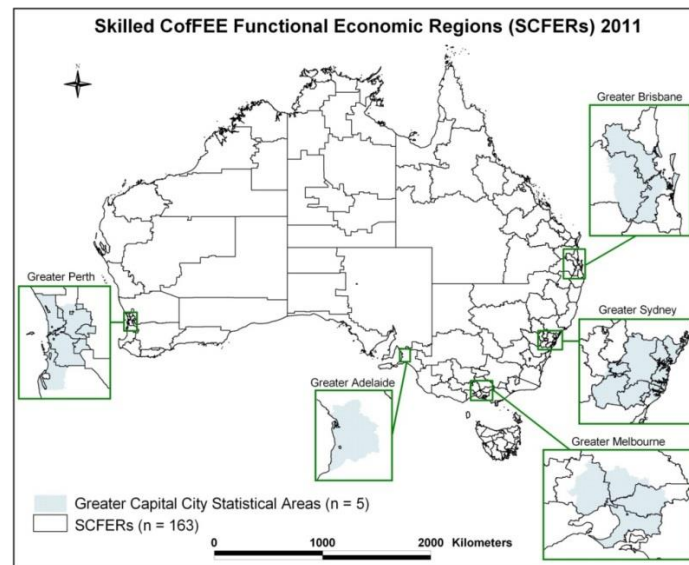 Skilled CofFEE Functional Economic Regions (SCFERs) 2011
Greater Brisbane
Greater Perth
Greater Sydney
Greater Adelaide
Greater Melbourne
Greater Capital City Statistical Areas (n = 5)
SCFERs (n = 163)
0 1000 2000 Kilometers